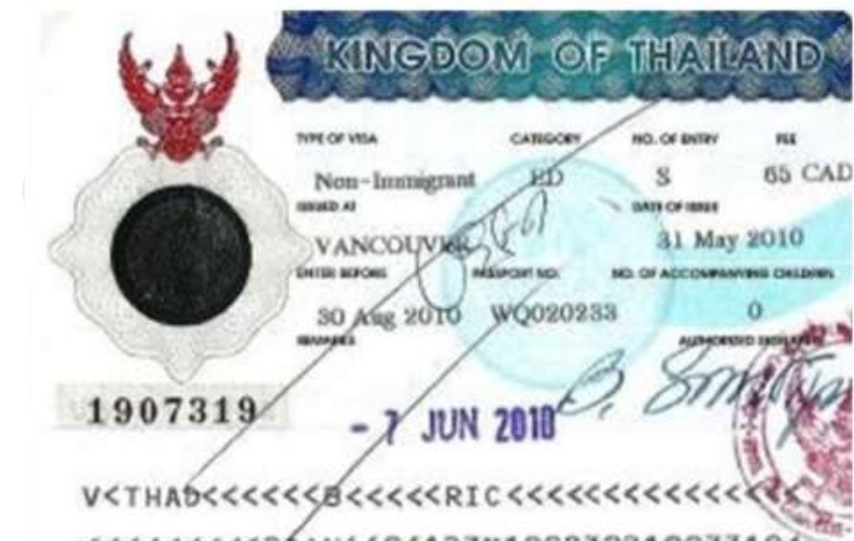 KINGDOM OF THAILAND
TYPE OF VISA CATEGORY NO. OF ENTRY FEE
Non-Immigrant ED S 65 CAD
ISSUED AT DATE OF ISSUE
VANCOUVER 31 May 2010
ENTER BEFORE PASSPORT NO. NO. OF ACCOMPANYING CHILDREN
30 Aug 2010 WQ020233 0
REMARKS AUTHORIZED
1907319
- 7 JUN 2010
V<THAD<<<<<<B<<<<<RIC<<<<<<<<<<<<<<<<